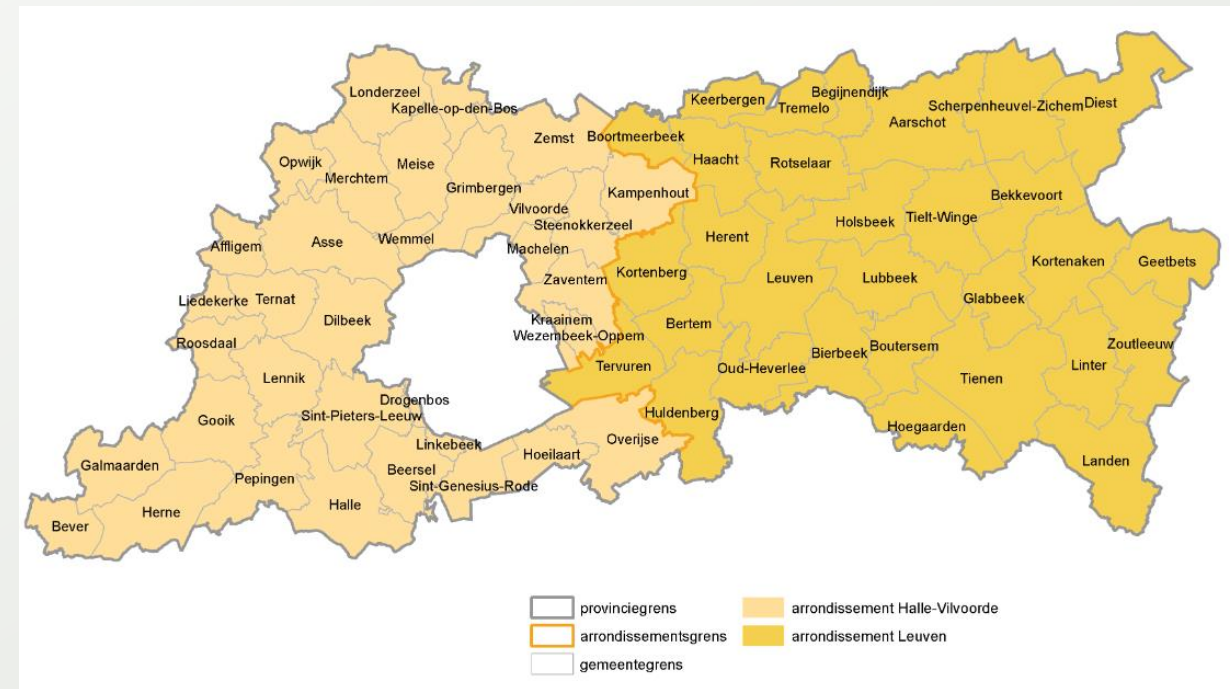 Londerzeel
Kapelle-op-den-Bos
Zemst
Opwijk
Merchtem
Meise
Grimbergen
Vilvoorde
Steenokkerzeel
Kampenhout
Affligem
Asse
Wemmel
Machelen
Zaventem
Liedekerke
Ternat
Dilbeek
Kraainem
Wezembeek-Oppem
Roosdaal
Lennik
Drogenbos
Sint-Pieters-Leeuw
Gooik
Linkebeek
Hoeilaart
Overijse
Galmaarden
Pepingen
Beersel
Sint-Genesius-Rode
Halle
Herne
Bever
Keerbergen
Tremelo
Begijnendijk
Aarschot
Scherpenheuvel-Zichem
Diest
Boortmeerbeek
Haacht
Rotselaar
Bekkevoort
Holsbeek
Tielt-Winge
Herent
Kortenberg
Leuven
Lubbeek
Kortenaken
Geetbets
Glabbeek
Bertem
Zoutleeuw
Boutersem
Bierbeek
Oud-Heverlee
Tervuren
Linter
Tienen
Huldenberg
Hoegaarden
Landen
provinciegrens
arrondissementsgrens
gemeentegrens
arrondissement Halle-Vilvoorde
arrondissement Leuven